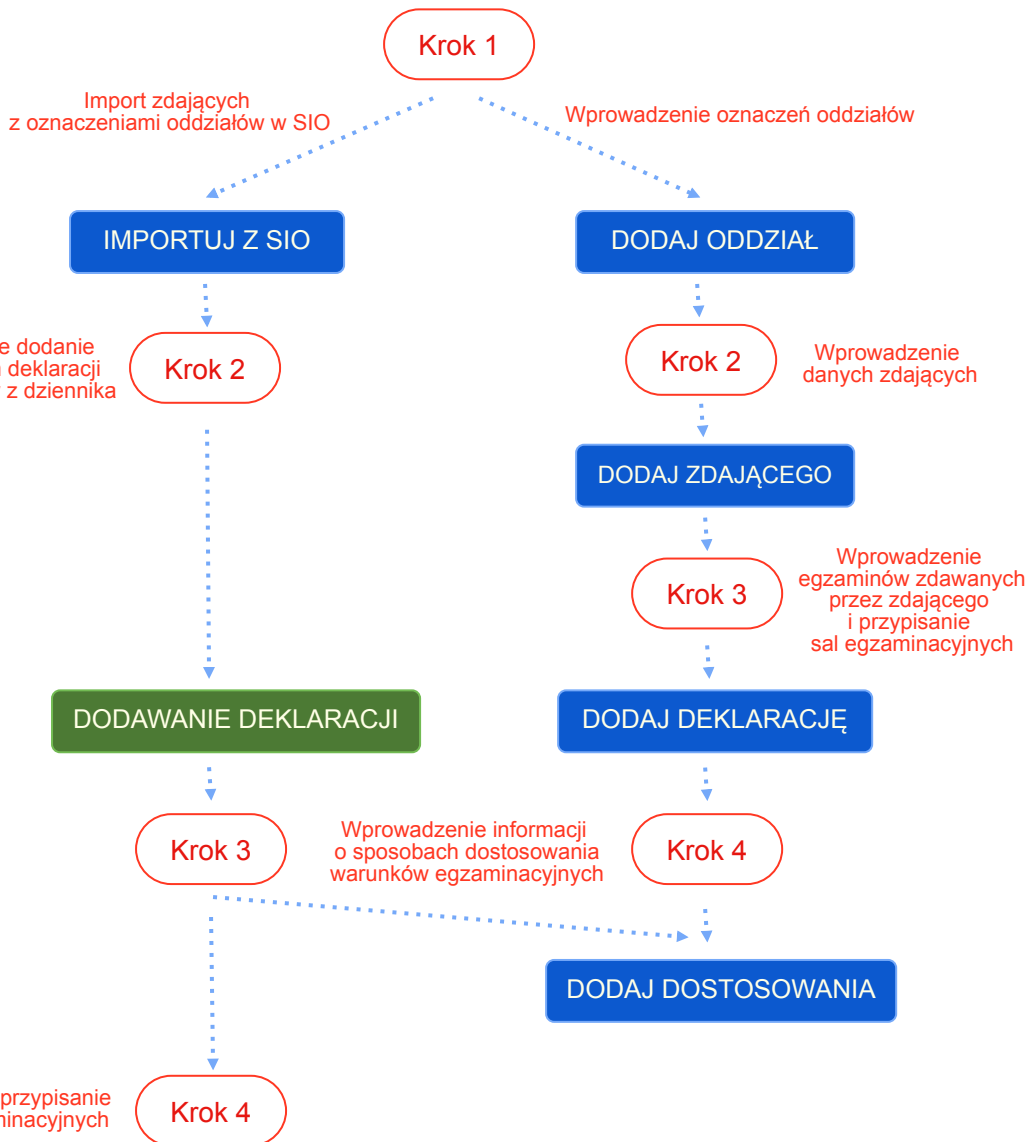 Krok 1
Import zdających
z oznaczeniami oddziałów w SIO
Wprowadzenie oznaczeń oddziałów
IMPORTUJ Z SIO
DODAJ ODDZIAŁ
dodanie
deklaracji
z dziennika
Krok 2
Krok 2
Wprowadzenie
danych zdających
DODAJ ZDAJĄCEGO
Krok 3
Wprowadzenie
egzaminów zdawanych
przez zdającego
i przypisanie
sal egzaminacyjnych
DODAWANIE DEKLARACJI
DODAJ DEKLARACJĘ
Krok 3
Wprowadzenie informacji
o sposobach dostosowania
warunków egzaminacyjnych
Krok 4
DODAJ DOSTOSOWANIA
przypisanie
Krok 4